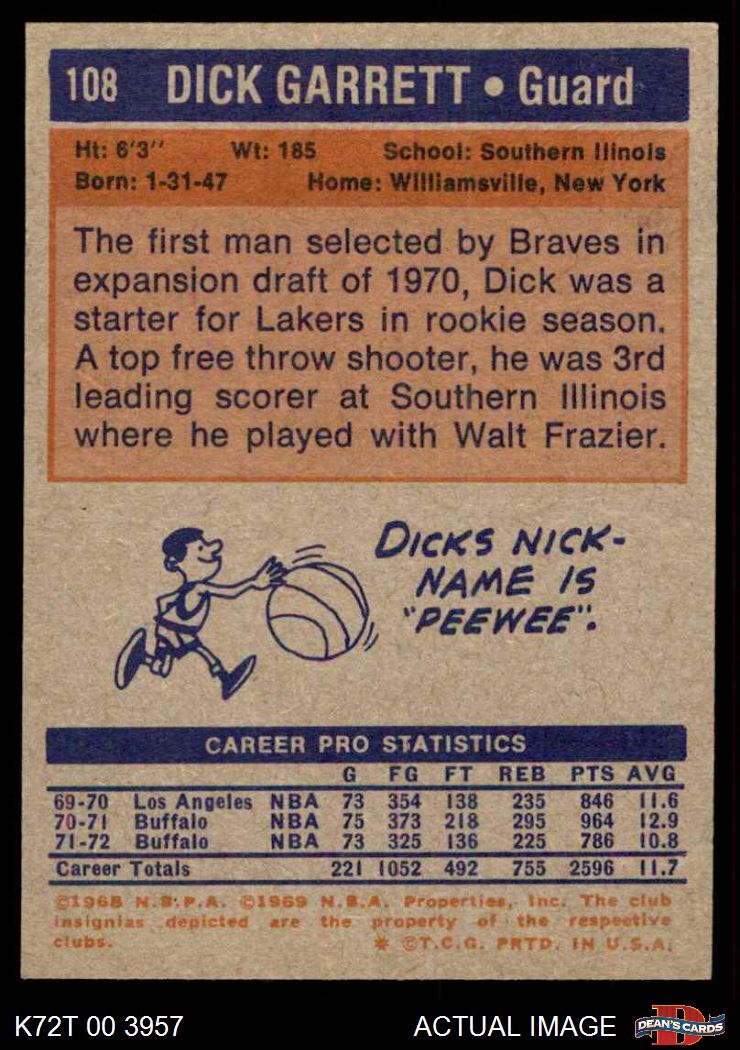 108 DICK GARRETT • Guard
Ht: 6'3" Wt: 185 School: Southern Illinois
Born: 1-31-47 Home: Williamsville, New York
The first man selected by Braves in
expansion draft of 1970, Dick was a
starter for Lakers in rookie season.
A top free throw shooter, he was 3rd
leading scorer at Southern Illinois
where he played with Walt Frazier.
DICKS NICK-
NAME IS
"PEEWEE".
CAREER PRO STATISTICS
G FG FT REB PTS AVG
69-70 Los Angeles NBA 73 354 138 235 846 11.6
70-71 Buffalo NBA 75 373 218 295 964 12.9
71-72 Buffalo NBA 73 325 136 225 786 10.8
Career Totals 221 1052 492 755 2596 11.7
©1968 N.B.P.A. ©1969 N.B.A. Properties, Inc. The club
insignias depicted are the property of the respective
clubs. * ©T.C.G. PRTD. IN U.S.A.
K72T 00 3957 ACTUAL IMAGE DEAN'S CARDS